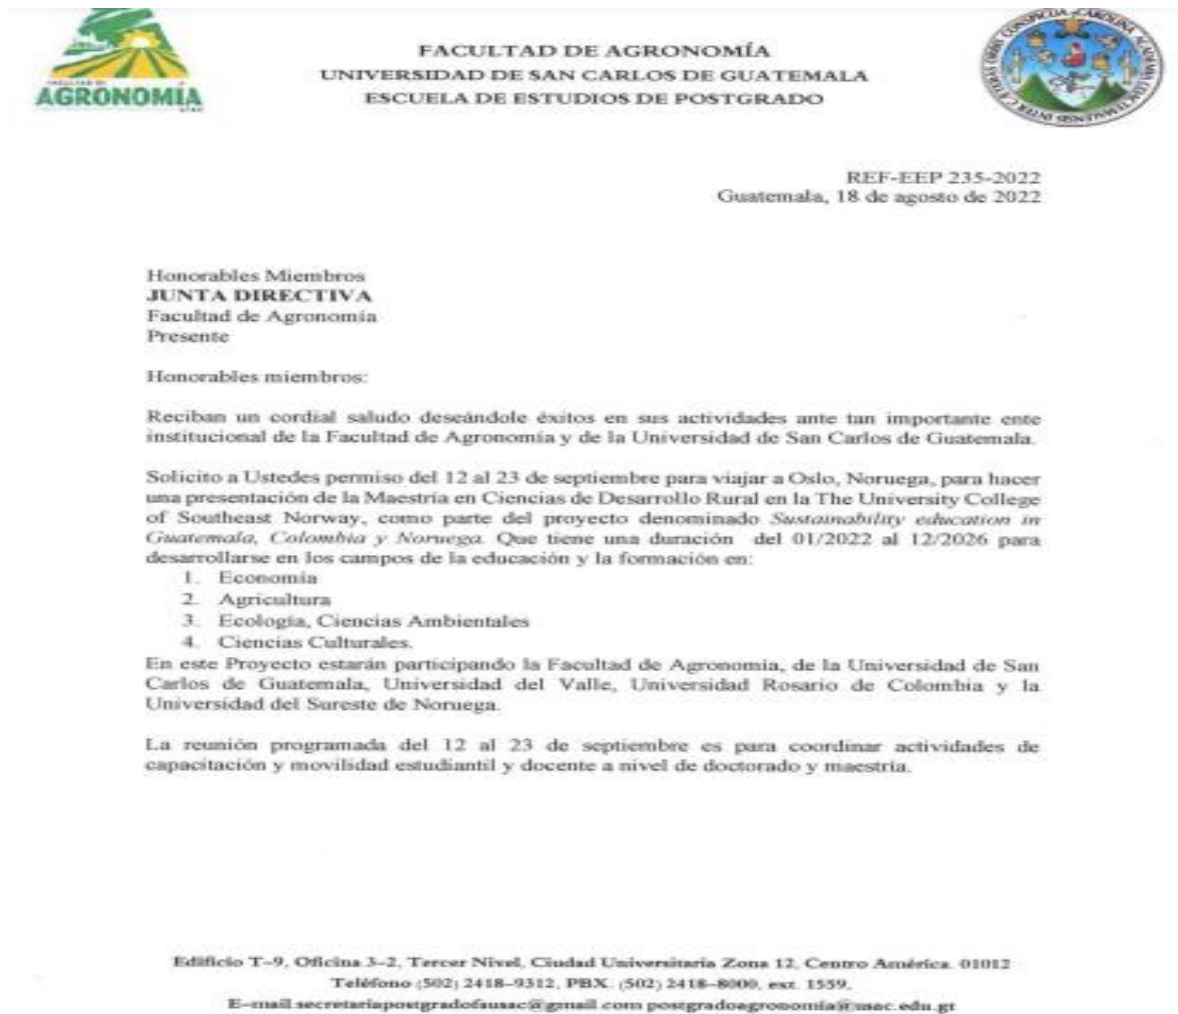 FACULTAD DE AGRONOMÍA
UNIVERSIDAD DE SAN CARLOS DE GUATEMALA
ESCUELA DE ESTUDIOS DE POSTGRADO
AGRONOMIA
REF-EEP 235-2022
Guatemala, 18 de agosto de 2022
Honorables Miembros
JUNTA DIRECTIVA
Facultad de Agronomía
Presente
Honorables miembros:
Reciban un cordial saludo deseándole éxitos en sus actividades ante tan importante ente
institucional de la Facultad de Agronomía y de la Universidad de San Carlos de Guatemala.
Solicito a Ustedes permiso del 12 al 23 de septiembre para viajar a Oslo, Noruega, para hacer
una presentación de la Maestría en Ciencias de Desarrollo Rural en la The University College
of Southeast Norway, como parte del proyecto denominado Sustainability education in
Guatemala, Colombia y Noruega. Que tiene una duración del 01/2022 al 12/2026 para
desarrollarse en los campos de la educación y la formación en:
1. Economía
2. Agricultura
3. Ecología, Ciencias Ambientales
4. Ciencias Culturales.
En este Proyecto estarán participando la Facultad de Agronomía, de la Universidad de San
Carlos de Guatemala, Universidad del Valle, Universidad Rosario de Colombia y la
Universidad del Sureste de Noruega.
La reunión programada del 12 al 23 de septiembre es para coordinar actividades de
capacitación y movilidad estudiantil y docente a nivel de doctorado y maestría.
Edificio T-9, Oficina 3-2, Tercer Nivel, Ciudad Universitaria Zona 12, Centro América. 01012
Teléfono (502) 2418-9312, PBX. (502) 2418-8000, ext. 1559.
E-mail secretariapostgradofausac@gmail.com postgradoagronomia@usac.edu.gt